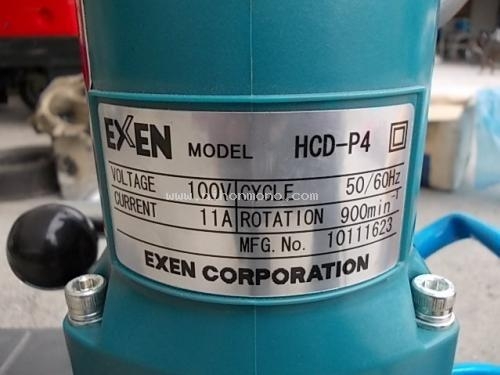 EXEN MODEL HCD-P4
VOLTAGE 100V CYCLE 50/60Hz
CURRENT 11A ROTATION 900min⁻¹
MFG. No. 10111623
EXEN CORPORATION